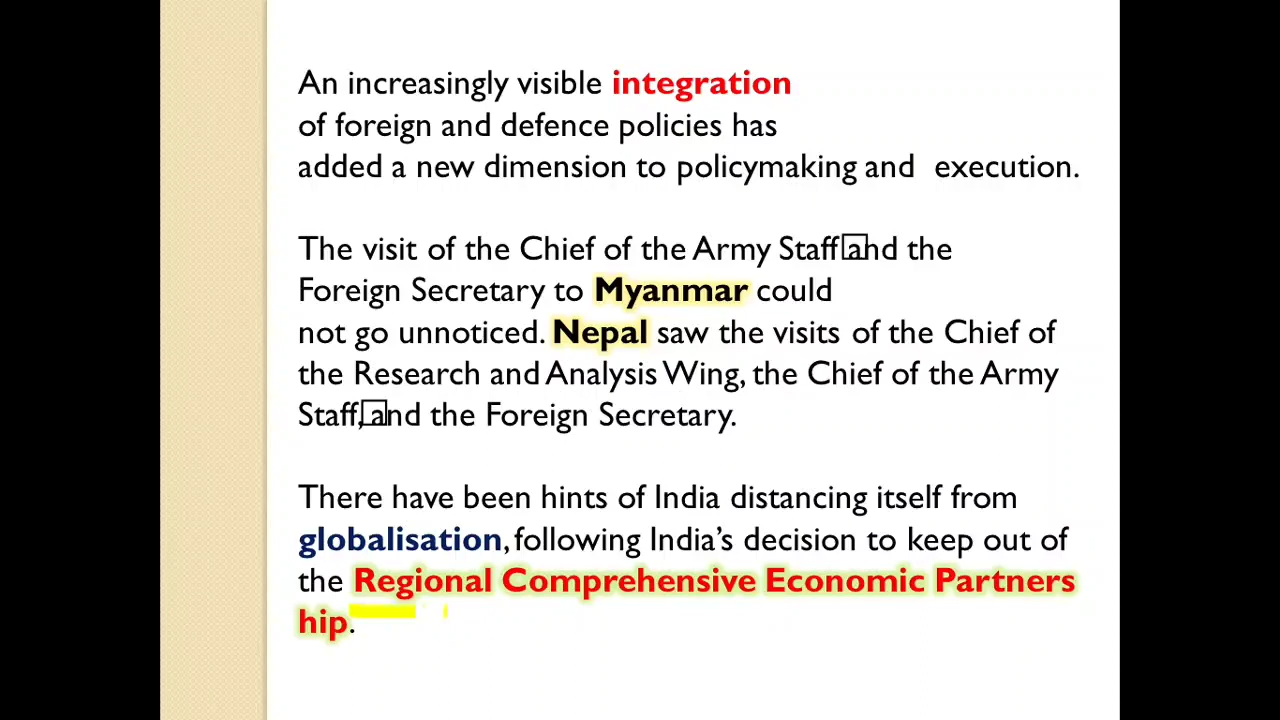 An increasingly visible integration
of foreign and defence policies has
added a new dimension to policymaking and execution.
The visit of the Chief of the Army Staff and the
Foreign Secretary to Myanmar could
not go unnoticed. Nepal saw the visits of the Chief of
the Research and Analysis Wing, the Chief of the Army
Staff, and the Foreign Secretary.
There have been hints of India distancing itself from
globalisation, following India's decision to keep out of
the Regional Comprehensive Economic Partners
hip.